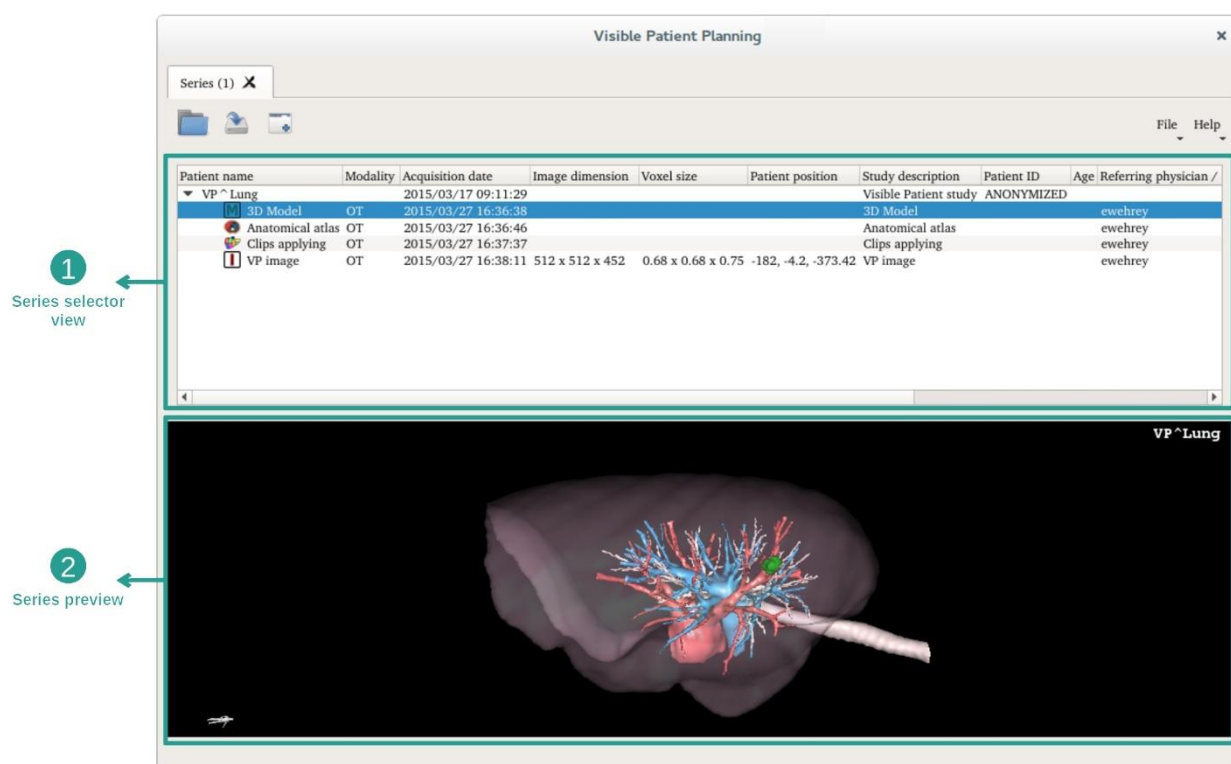 Visible Patient Planning
Series (1)
File Help
Patient name Modality Acquisition date Image dimension Voxel size Patient position Study description Patient ID Age Referring physician /
VP ^ Lung 2015/03/17 09:11:29 Visible Patient study ANONYMIZED
3D Model OT 2015/03/27 16:36:38 3D Model ewehrey
Anatomical atlas OT 2015/03/27 16:36:46 Anatomical atlas ewehrey
Clips applying OT 2015/03/27 16:37:37 Clips applying ewehrey
VP image OT 2015/03/27 16:38:11 512 x 512 x 452 0.68 x 0.68 x 0.75 -182, -4.2, -373.42 VP image ewehrey
1
Series selector
view
VP^Lung
2
Series preview